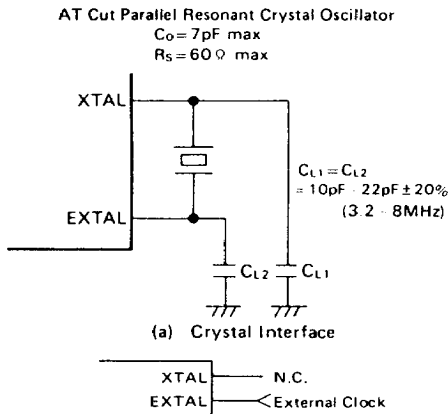 AT Cut Parallel Resonant Crystal Oscillator
C₀ = 7pF max
Rs = 60 Ω max
XTAL
EXTAL
CL1 = CL2
= 10pF - 22pF ± 20%
(3.2 - 8MHz)
CL2
CL1
(a) Crystal Interface
XTAL
N.C.
EXTAL
External Clock